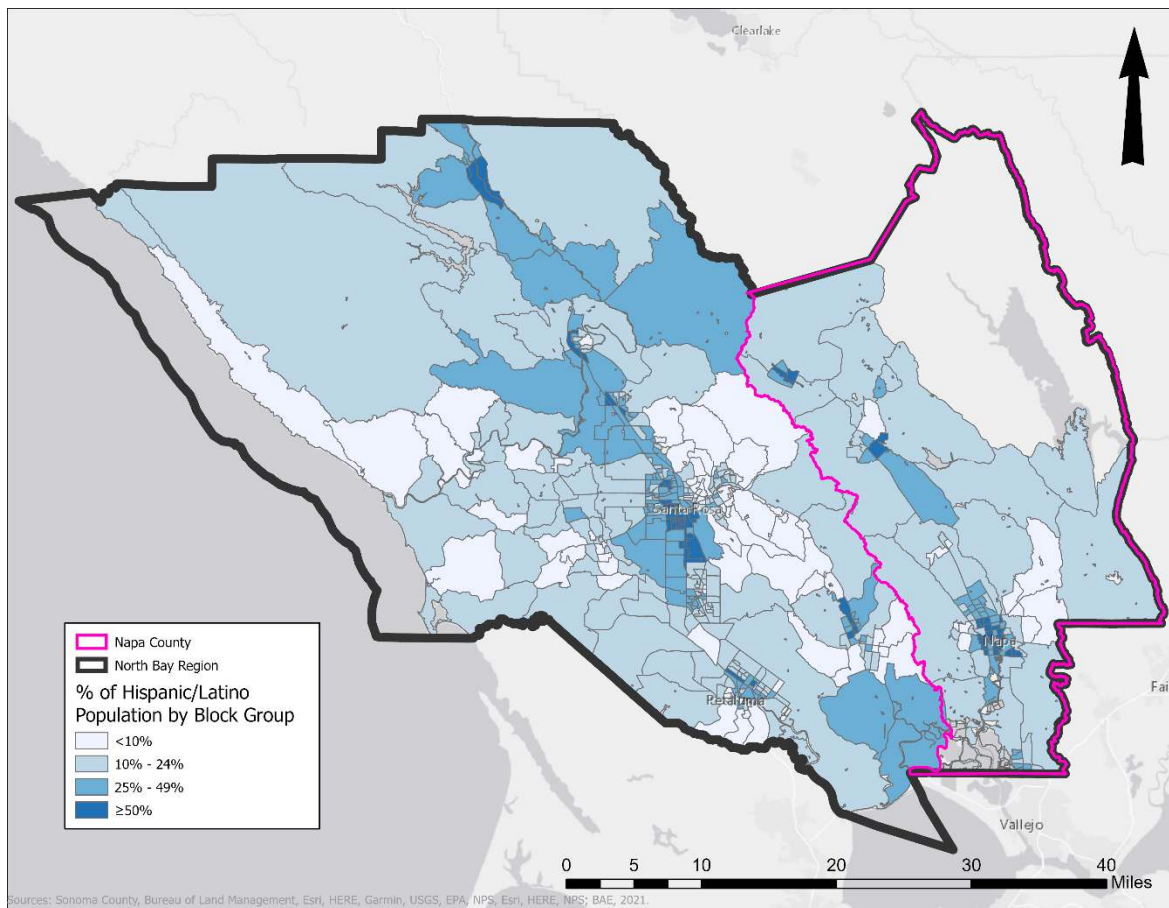 Clearlake
Santa Rosa
Napa
Petaluma
Fai
Vallejo
Napa County
North Bay Region
% of Hispanic/Latino
Population by Block Group
<10%
10% - 24%
25% - 49%
≥50%
0 5 10 20 30 40
Miles
Sources: Sonoma County, Bureau of Land Management, Esri, HERE, Garmin, USGS, EPA, NPS, Esri, HERE, NPS; BAE, 2021.